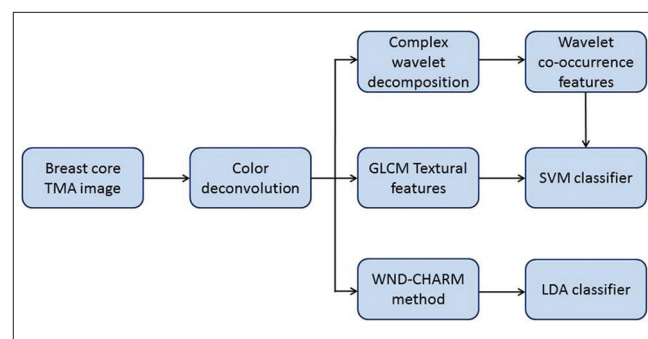 Breast core
TMA image
Color
deconvolution
Complex
wavelet
decomposition
Wavelet
co-occurrence
features
GLCM Textural
features
SVM classifier
WND-CHARM
method
LDA classifier